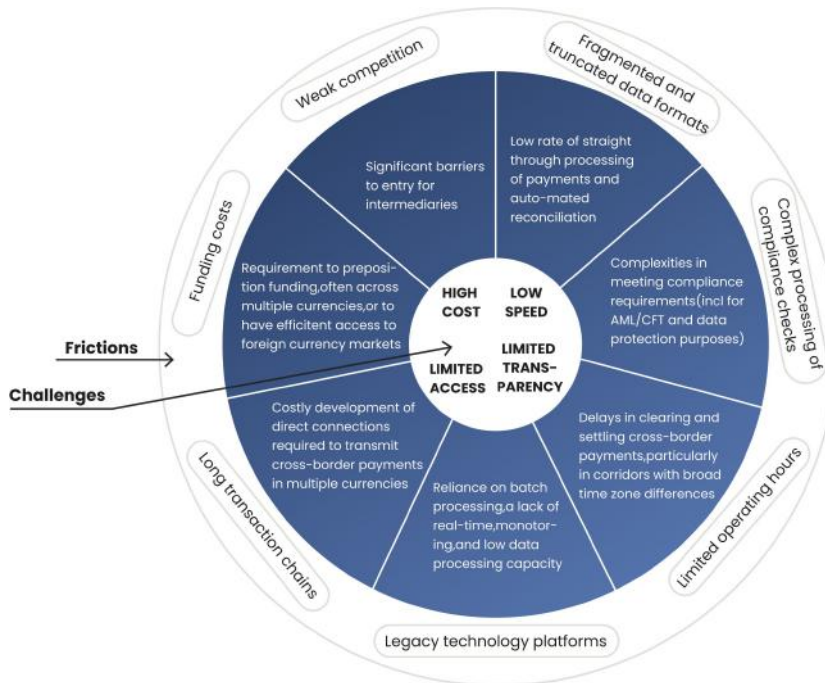 Weak competition
Fragmented and
truncated data formats
Complex processing of
compliance checks
Limited operating hours
Legacy technology platforms
Long transaction chains
Funding costs
Frictions
Challenges
Significant barriers
to entry for
intermediaries
Low rate of straight
through processing
of payments and
auto-mated
reconciliation
Complexities in
meeting compliance
requirements(incl for
AML/CFT and data
protection purposes)
Delays in clearing and
settling cross-border
payments,particularly
in corridors with broad
time zone differences
Reliance on batch
processing,a lack of
real-time,monotor-
ing,and low data
processing capacity
Costly development of
direct connections
required to transmit
cross-border payments
in multiple currencies
Requirement to preposi-
tion funding,often across
multiple currencies,or to
have efficitent access to
foreign currency markets
HIGH
COST
LOW
SPEED
LIMITED
ACCESS
LIMITED
TRANS-
PARENCY